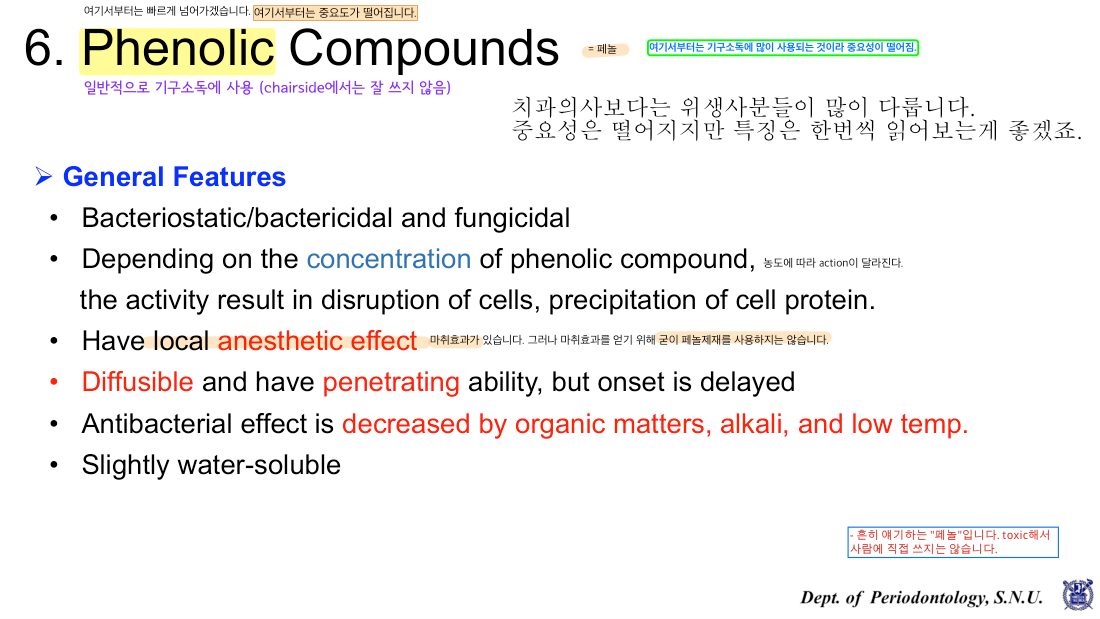 여기서부터는 빠르게 넘어가겠습니다. 여기서부터는 중요도가 떨어집니다.
6. Phenolic Compounds = 페놀 여기서부터는 기구소독에 많이 사용되는 것이라 중요성이 떨어짐.
일반적으로 기구소독에 사용 (chairside에서는 잘 쓰지 않음)
치과의사보다는 위생사분들이 많이 다룹니다.
중요성은 떨어지지만 특징은 한번씩 읽어보는게 좋겠죠.
➢ General Features
• Bacteriostatic/bactericidal and fungicidal
• Depending on the concentration of phenolic compound, 농도에 따라 action이 달라진다.
the activity result in disruption of cells, precipitation of cell protein.
• Have local anesthetic effect 마취효과가 있습니다. 그러나 마취효과를 얻기 위해 굳이 페놀제재를 사용하지는 않습니다.
• Diffusible and have penetrating ability, but onset is delayed
• Antibacterial effect is decreased by organic matters, alkali, and low temp.
• Slightly water-soluble
- 흔히 얘기하는 "페놀"입니다. toxic해서
사람에 직접 쓰지는 않습니다.
Dept. of Periodontology, S.N.U.